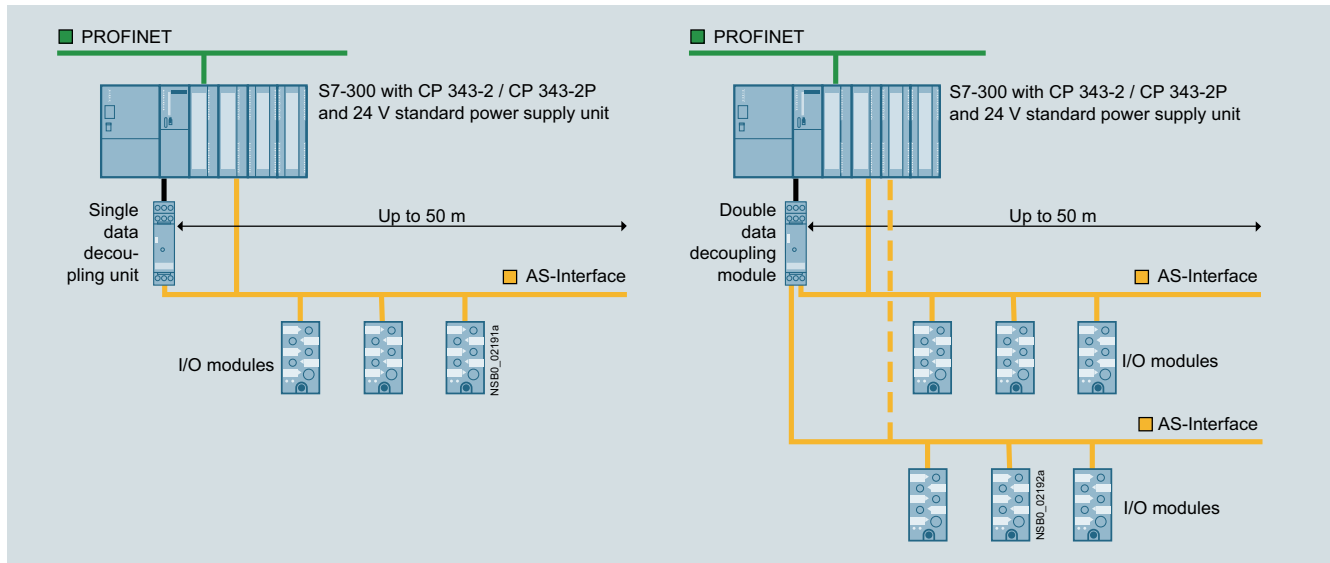 PROFINET
S7-300 with CP 343-2 / CP 343-2P
and 24 V standard power supply unit
Single
data
decou-
pling unit
Up to 50 m
AS-Interface
I/O modules
NSB0_02191a
PROFINET
S7-300 with CP 343-2 / CP 343-2P
and 24 V standard power supply unit
Double
data
decoupling
module
Up to 50 m
AS-Interface
I/O modules
AS-Interface
NSB0_02192a
I/O modules